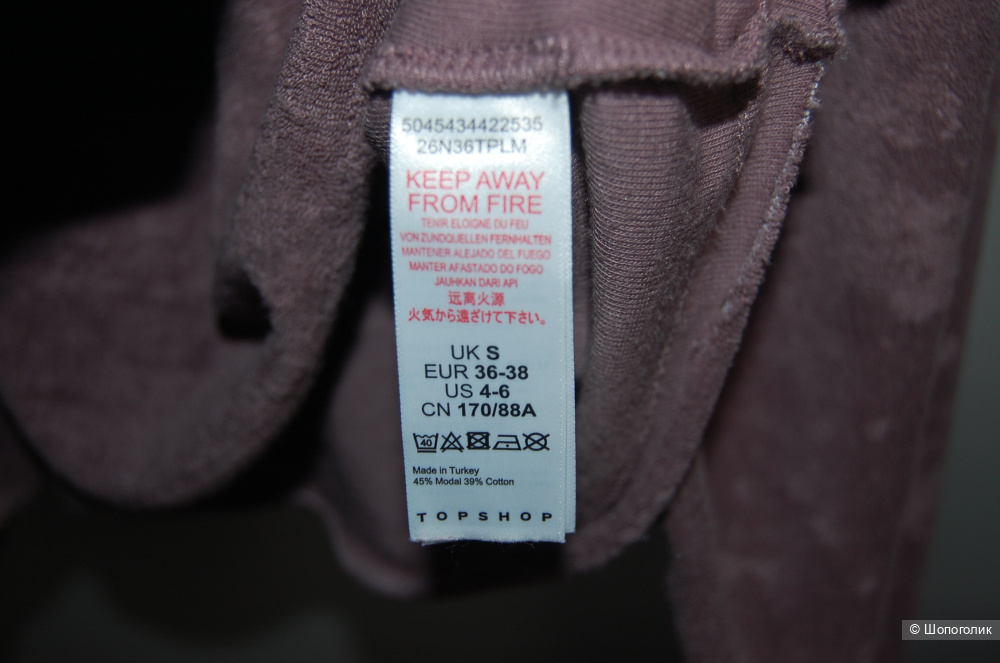 5045434422535
26N36TPLM
KEEP AWAY
FROM FIRE
TENIR ELOIGNE DU FEU
VON ZUNDQUELLEN FERNHALTEN
MANTENER ALEJADO DEL FUEGO
MANTER AFASTADO DO FOGO
JAUHKAN DARI API
远离火源
火気から遠ざけて下さい。
UK S
EUR 36-38
US 4-6
CN 170/88A
40
Made in Turkey
45% Modal 39% Cotton
TOPSHOP
© Шопоголик